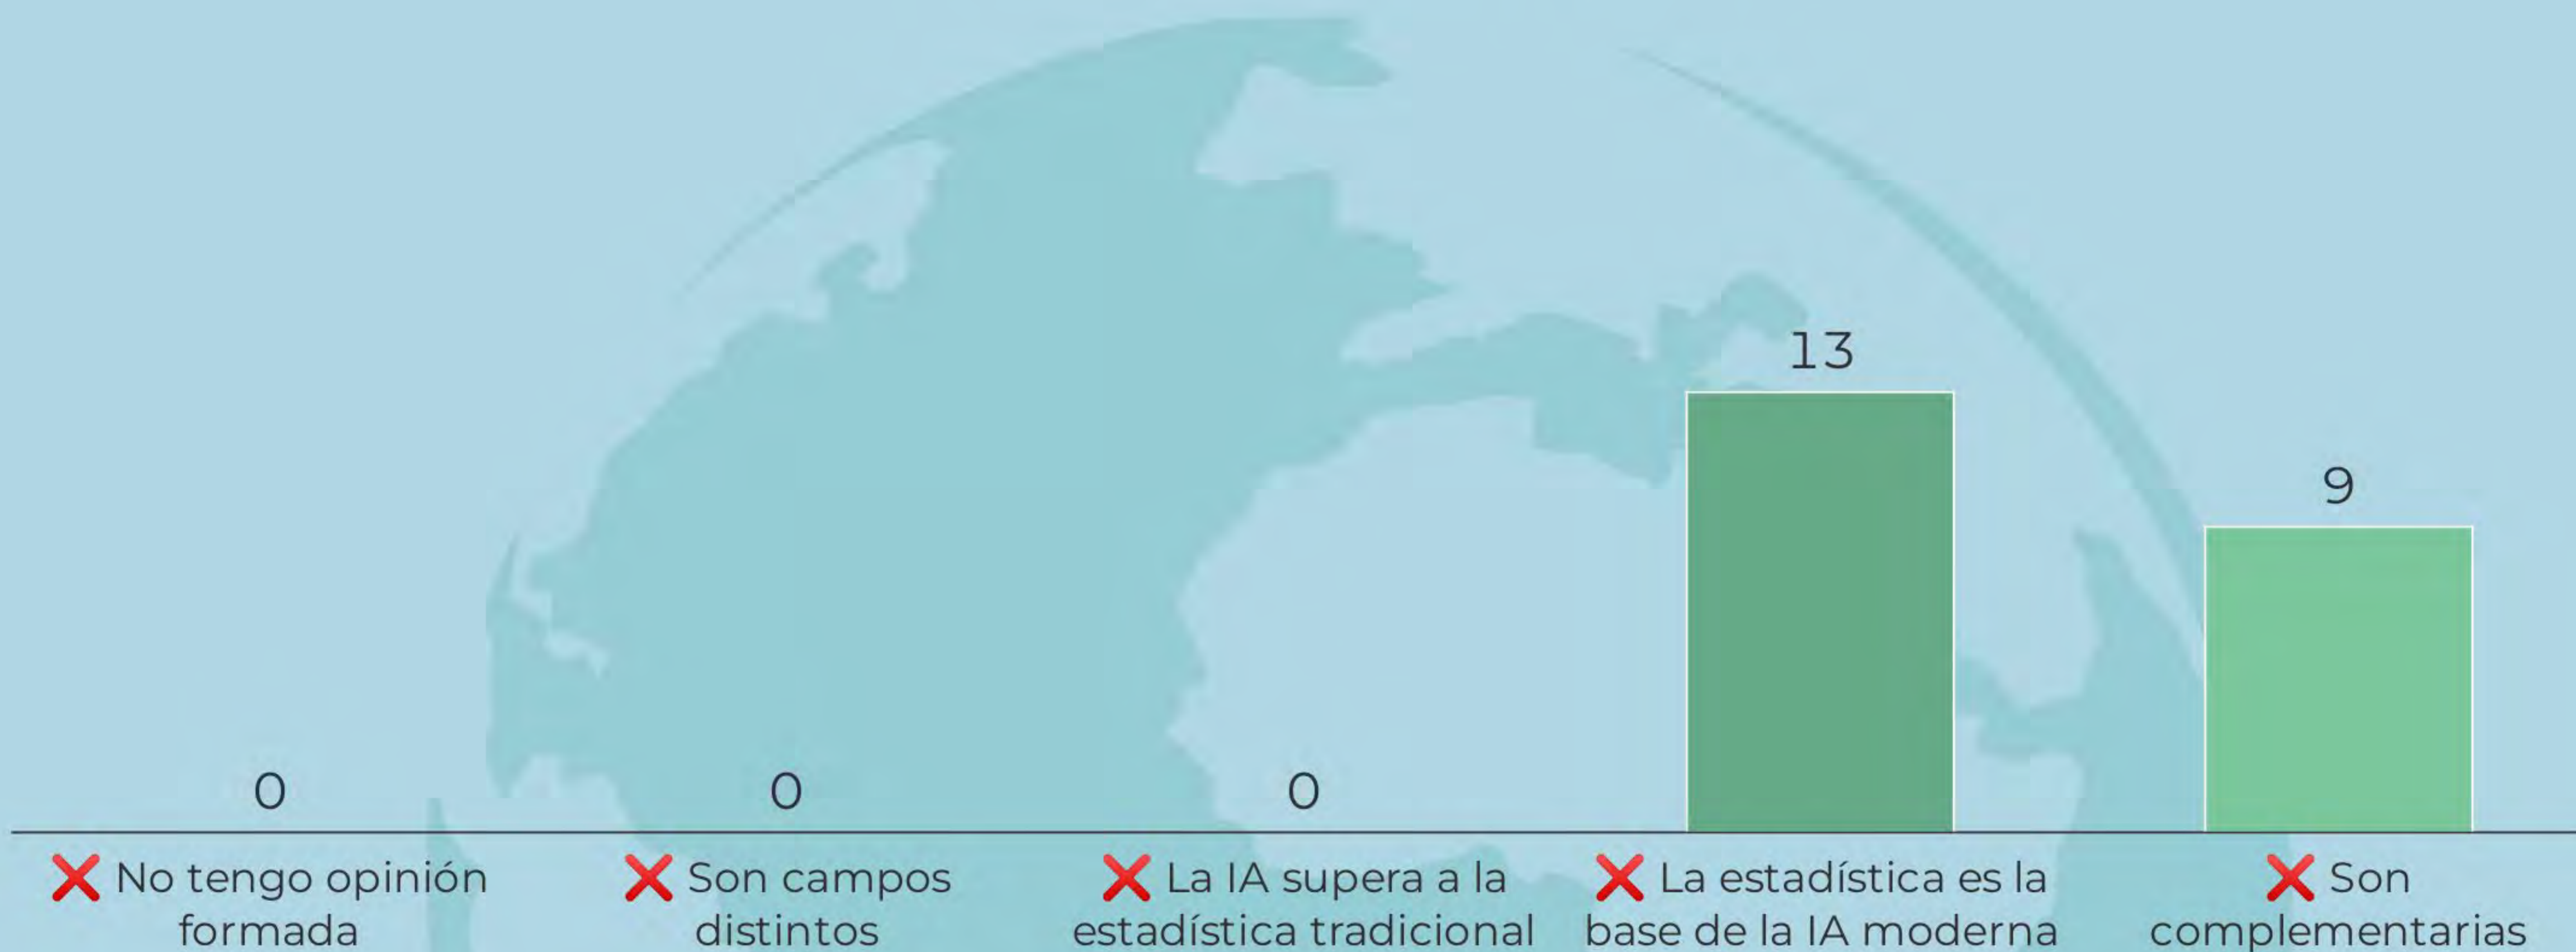 13
9
0
0
0
❌ No tengo opinión
formada
❌ Son campos
distintos
❌ La IA supera a la
estadística tradicional
❌ La estadística es la
base de la IA moderna
❌ Son
complementarias